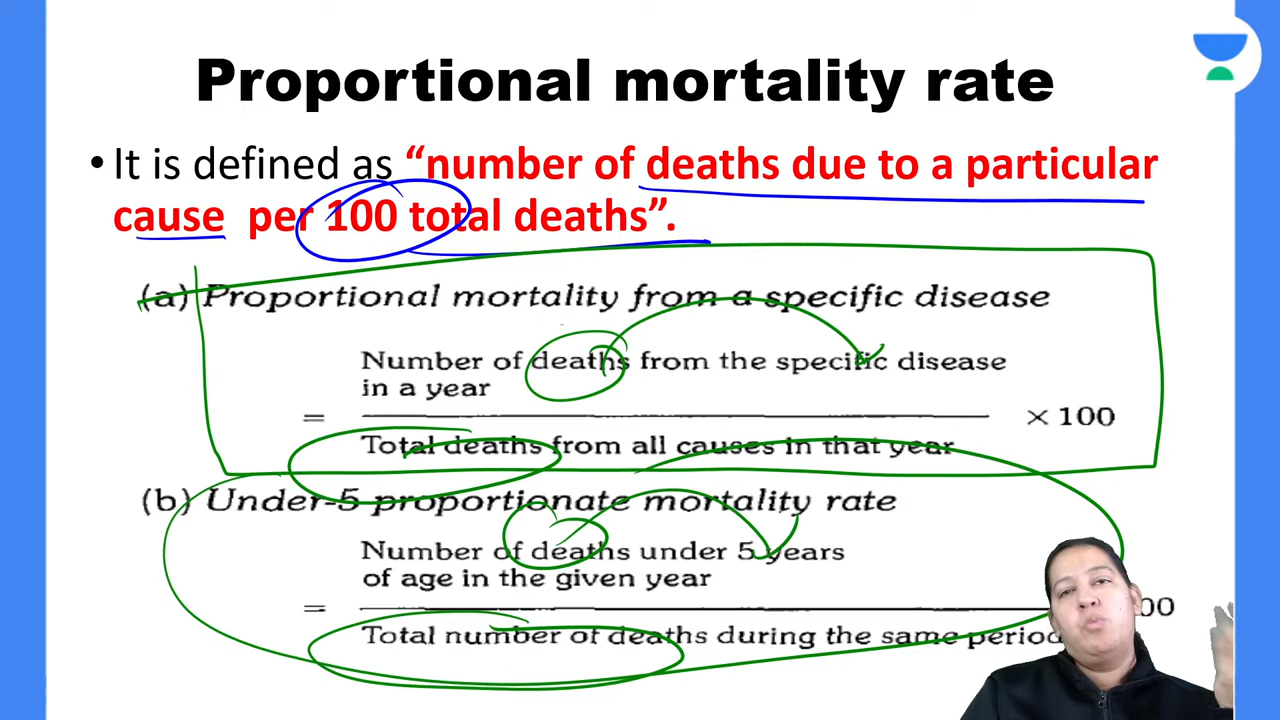 Proportional mortality rate
• It is defined as “number of deaths due to a particular
cause per 100 total deaths”.
(a) Proportional mortality from a specific disease
Number of deaths from the specific disease
in a year
= × 100
Total deaths from all causes in that year
(b) Under-5 proportionate mortality rate
Number of deaths under 5 years
of age in the given year
= 00
Total number of deaths during the same period